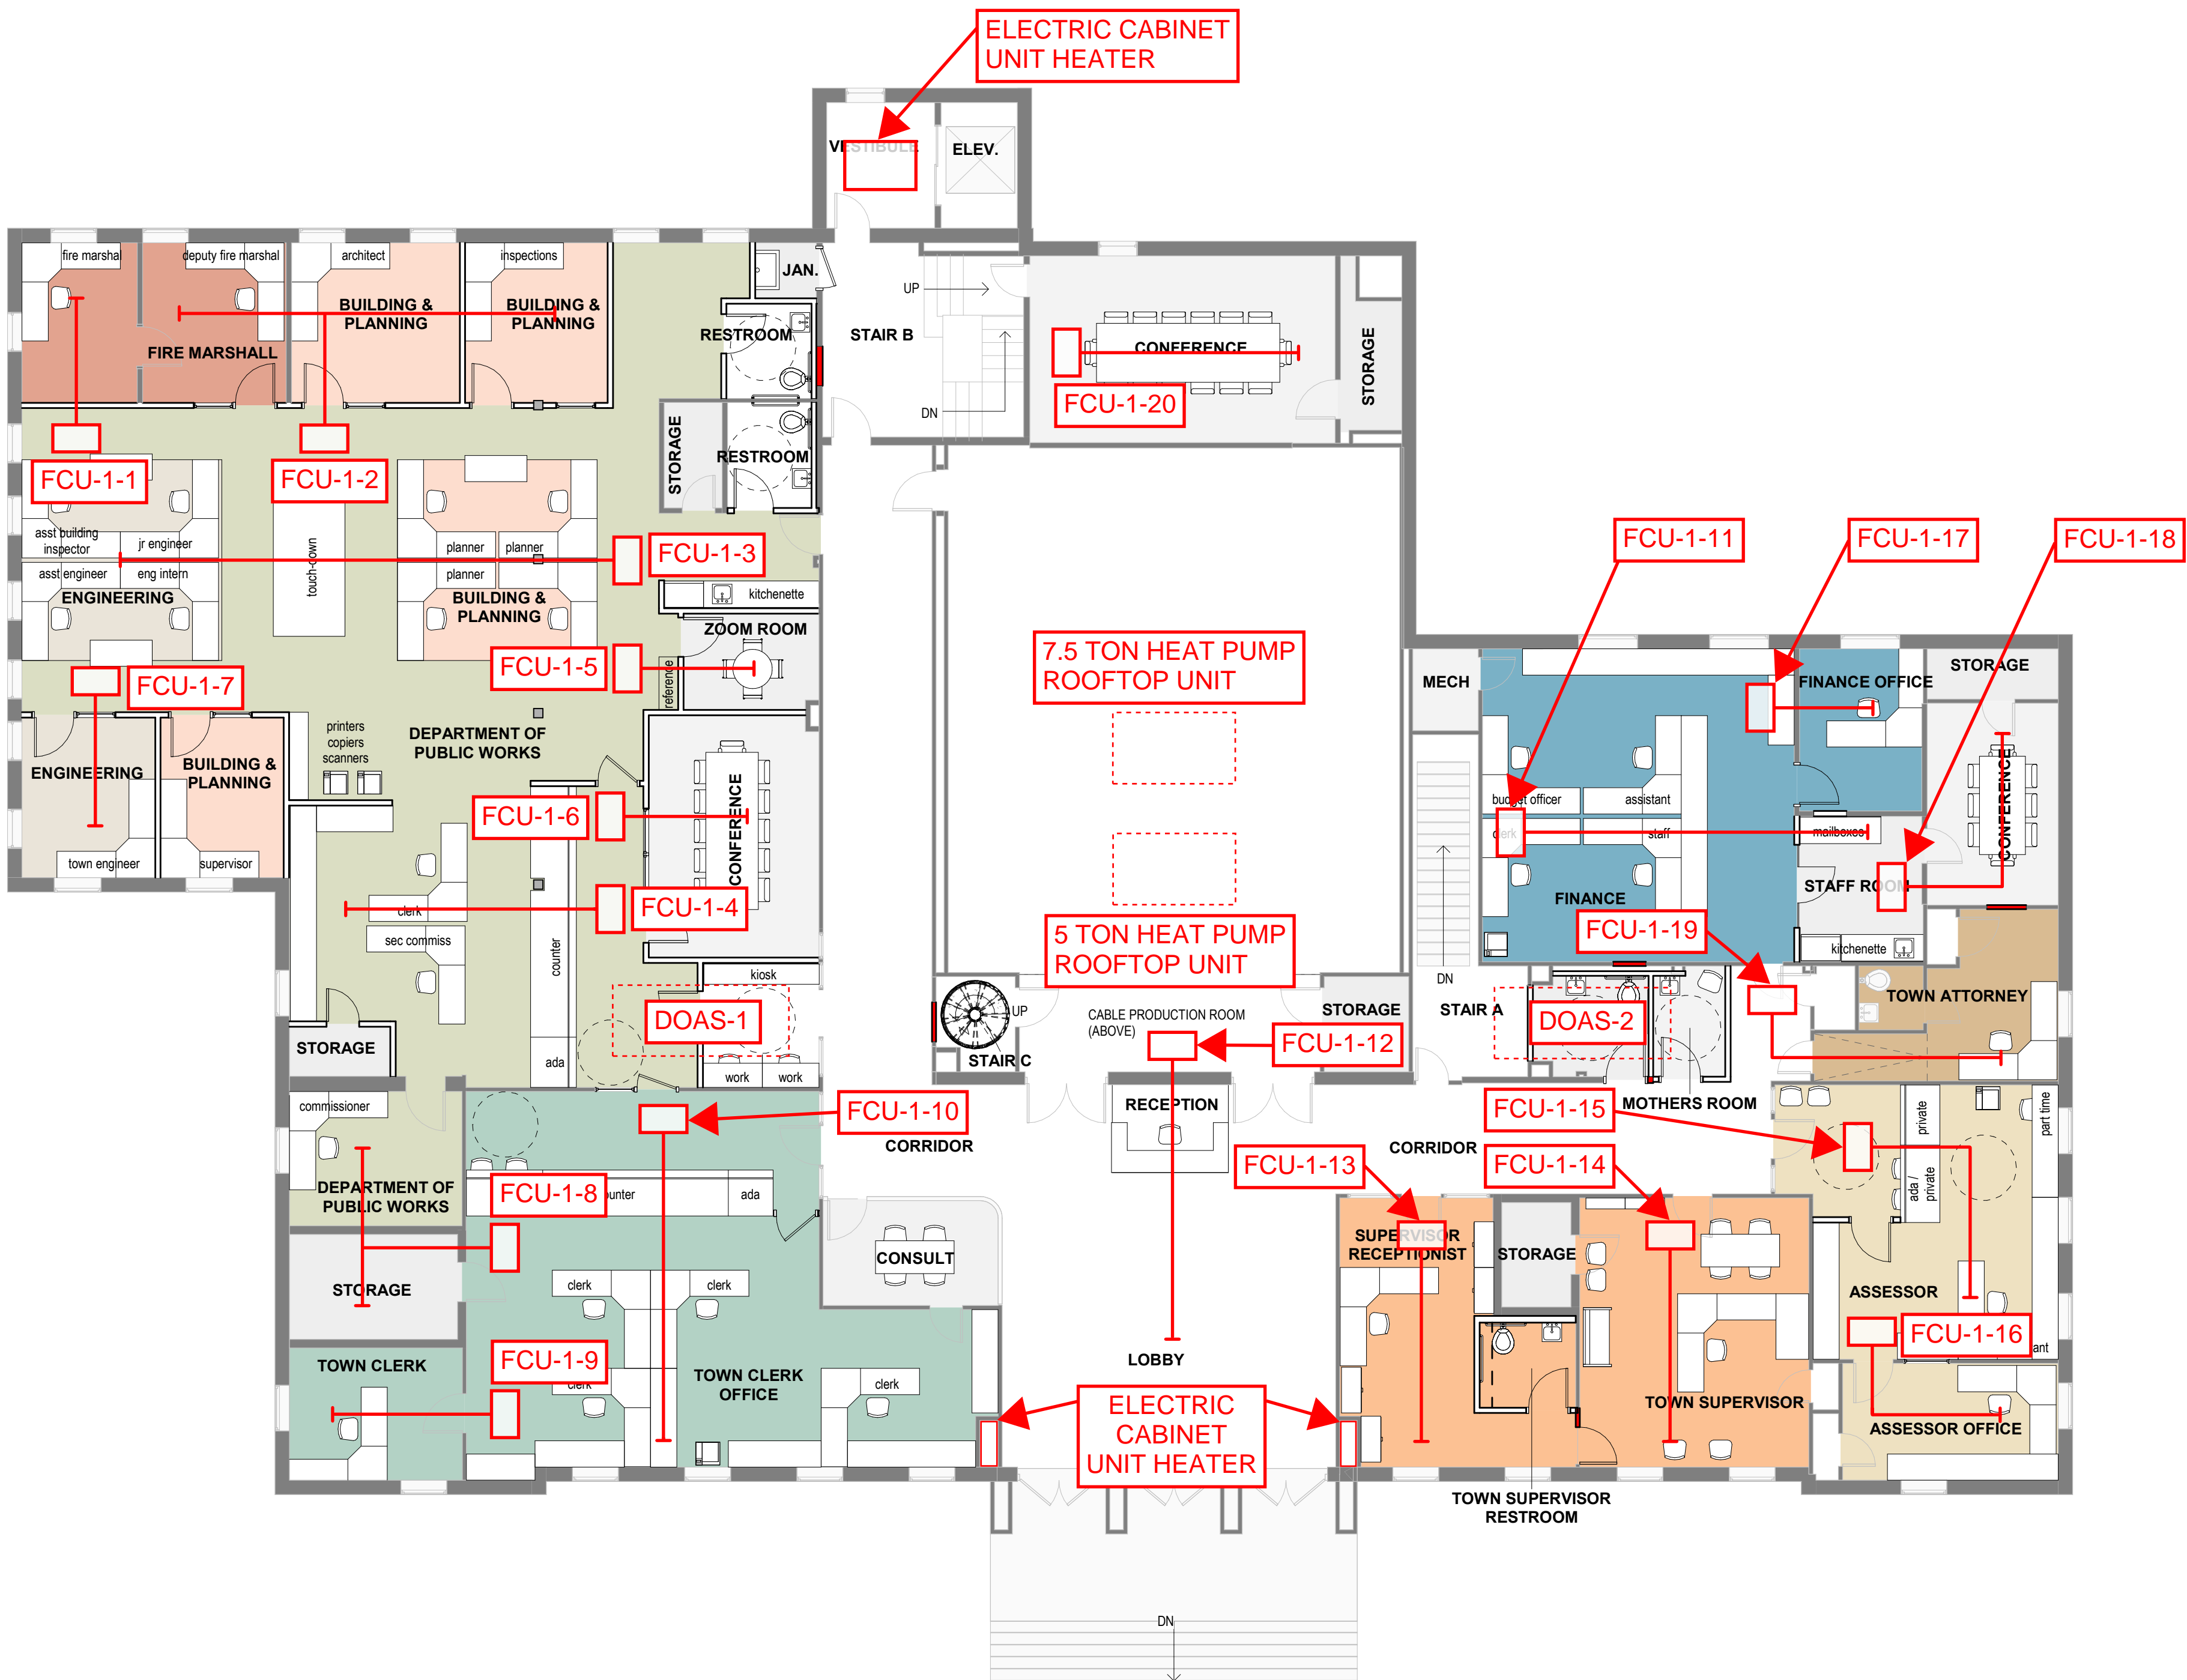 ELECTRIC CABINET
UNIT HEATER
VESTIBULE
ELEV.
fire marshal
deputy fire marshal
architect
inspections
JAN.
BUILDING &
PLANNING
BUILDING &
PLANNING
FIRE MARSHALL
RESTROOM
STAIR B
UP
DN
CONFERENCE
STORAGE
FCU-1-20
FCU-1-1
FCU-1-2
STORAGE
RESTROOM
asst building
inspector
jr engineer
planner
planner
FCU-1-3
asst engineer
eng intern
touch-down
planner
ENGINEERING
BUILDING &
PLANNING
kitchenette
ZOOM ROOM
FCU-1-5
reference
FCU-1-7
FCU-1-11
FCU-1-17
FCU-1-18
7.5 TON HEAT PUMP
ROOFTOP UNIT
MECH
FINANCE OFFICE
STORAGE
printers
copiers
scanners
DEPARTMENT OF
PUBLIC WORKS
ENGINEERING
BUILDING &
PLANNING
town engineer
supervisor
FCU-1-6
CONFERENCE
FCU-1-4
clerk
sec commiss
counter
budget officer
assistant
clerk
staff
mailboxes
CONFERENCE
STAFF ROOM
FINANCE
FCU-1-19
kitchenette
5 TON HEAT PUMP
ROOFTOP UNIT
kiosk
DOAS-1
UP
STAIR C
CABLE PRODUCTION ROOM
(ABOVE)
STORAGE
FCU-1-12
DN
STAIR A
DOAS-2
TOWN ATTORNEY
STORAGE
ada
work
work
commissioner
FCU-1-10
RECEPTION
CORRIDOR
FCU-1-15
MOTHERS ROOM
private
part time
ada /
private
FCU-1-13
CORRIDOR
FCU-1-14
DEPARTMENT OF
PUBLIC WORKS
FCU-1-8
ounter
ada
CONSULT
SUPERVISOR
RECEPTIONIST
STORAGE
STORAGE
clerk
clerk
ASSESSOR
FCU-1-16
ant
TOWN CLERK
FCU-1-9
clerk
TOWN CLERK
OFFICE
clerk
LOBBY
ELECTRIC
CABINET
UNIT HEATER
TOWN SUPERVISOR
ASSESSOR OFFICE
TOWN SUPERVISOR
RESTROOM
DN